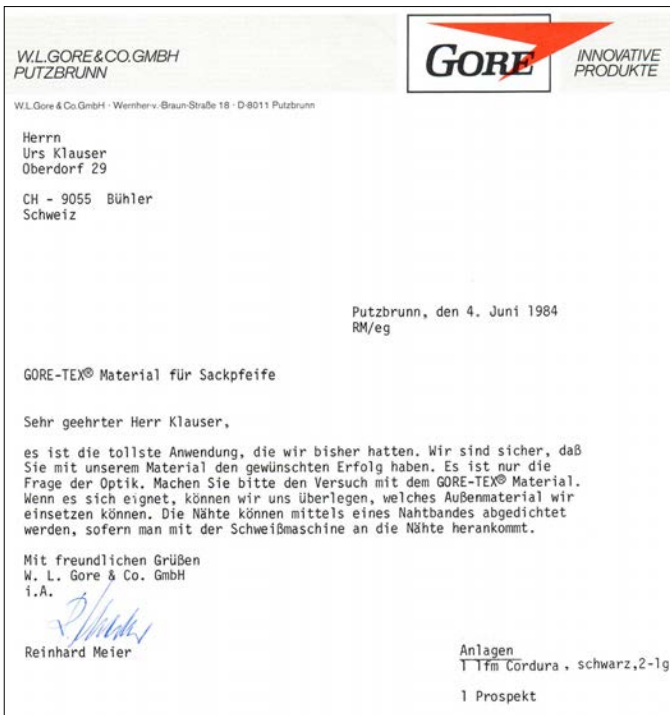 W.L.GORE&CO.GMBH
PUTZBRUNN
GORE
INNOVATIVE
PRODUKTE
W.L.Gore & Co.GmbH · Wernher-v.-Braun-Straße 18 · D-8011 Putzbrunn
Herrn
Urs Klauser
Oberdorf 29
CH - 9055 Bühler
Schweiz
Putzbrunn, den 4. Juni 1984
RM/eg
GORE-TEX® Material für Sackpfeife
Sehr geehrter Herr Klauser,
es ist die tollste Anwendung, die wir bisher hatten. Wir sind sicher, daß
Sie mit unserem Material den gewünschten Erfolg haben. Es ist nur die
Frage der Optik. Machen Sie bitte den Versuch mit dem GORE-TEX® Material.
Wenn es sich eignet, können wir uns überlegen, welches Außenmaterial wir
einsetzen können. Die Nähte können mittels eines Nahtbandes abgedichtet
werden, sofern man mit der Schweißmaschine an die Nähte herankommt.
Mit freundlichen Grüßen
W. L. Gore & Co. GmbH
i.A.
Reinhard Meier
Anlagen
1 lfm Cordura , schwarz,2-lg
1 Prospekt